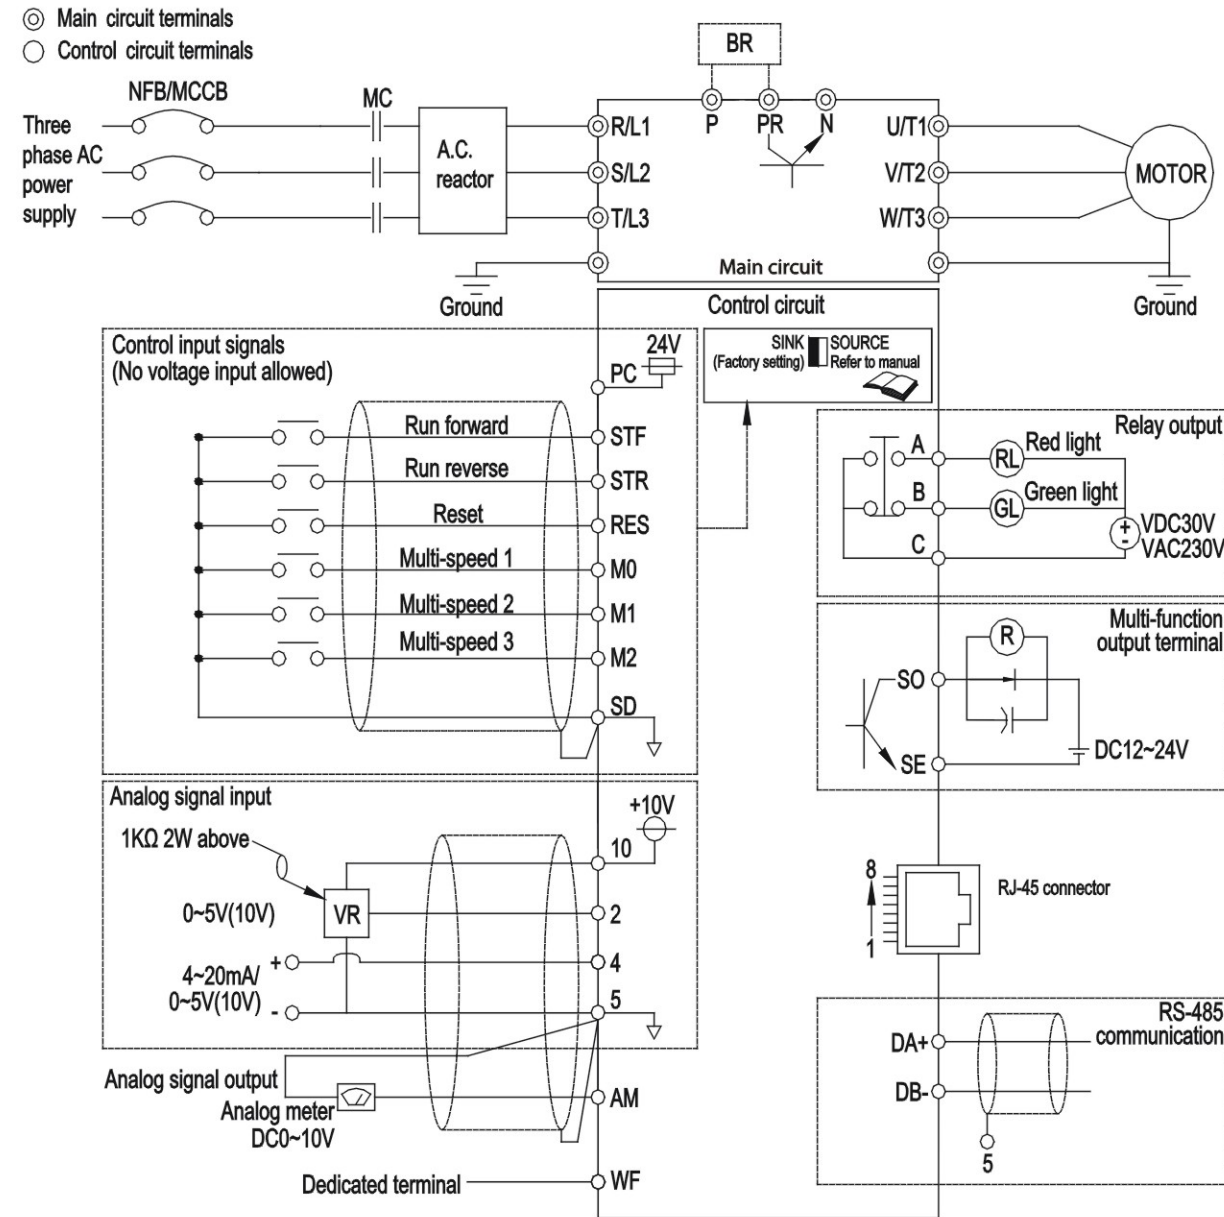 Main circuit terminals
Control circuit terminals
NFB/MCCB
MC
Three
phase AC
power
supply
A.C.
reactor
R/L1
S/L2
T/L3
Ground
BR
P
PR
N
U/T1
V/T2
W/T3
MOTOR
Ground
Main circuit
Control circuit
SINK
(Factory setting)
SOURCE
Refer to manual
Control input signals
(No voltage input allowed)
24V
PC
Run forward
STF
Run reverse
STR
Reset
RES
Multi-speed 1
M0
Multi-speed 2
M1
Multi-speed 3
M2
SD
Relay output
A
RL
Red light
B
GL
Green light
C
+
-
VDC30V
VAC230V
Multi-function
output terminal
R
SO
SE
DC12~24V
Analog signal input
1KΩ 2W above
+10V
10
0~5V(10V)
VR
2
+
4~20mA/
0~5V(10V)
-
4
5
Analog signal output
Analog meter
DC0~10V
AM
Dedicated terminal
WF
8
1
RJ-45 connector
RS-485
communication
DA+
DB-
5